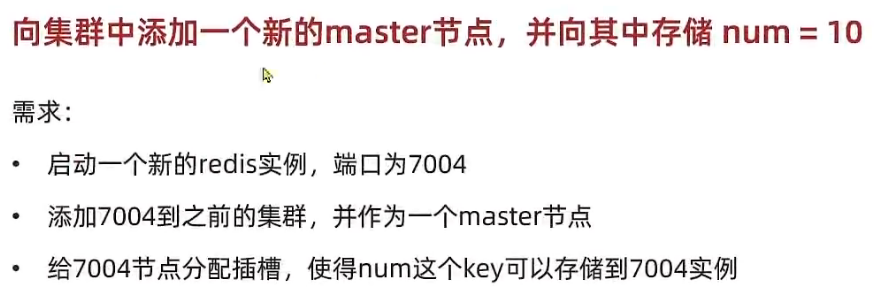 向集群中添加一个新的master节点，并向其中存储 num = 10
需求：
• 启动一个新的redis实例，端口为7004
• 添加7004到之前的集群，并作为一个master节点
• 给7004节点分配插槽，使得num这个key可以存储到7004实例